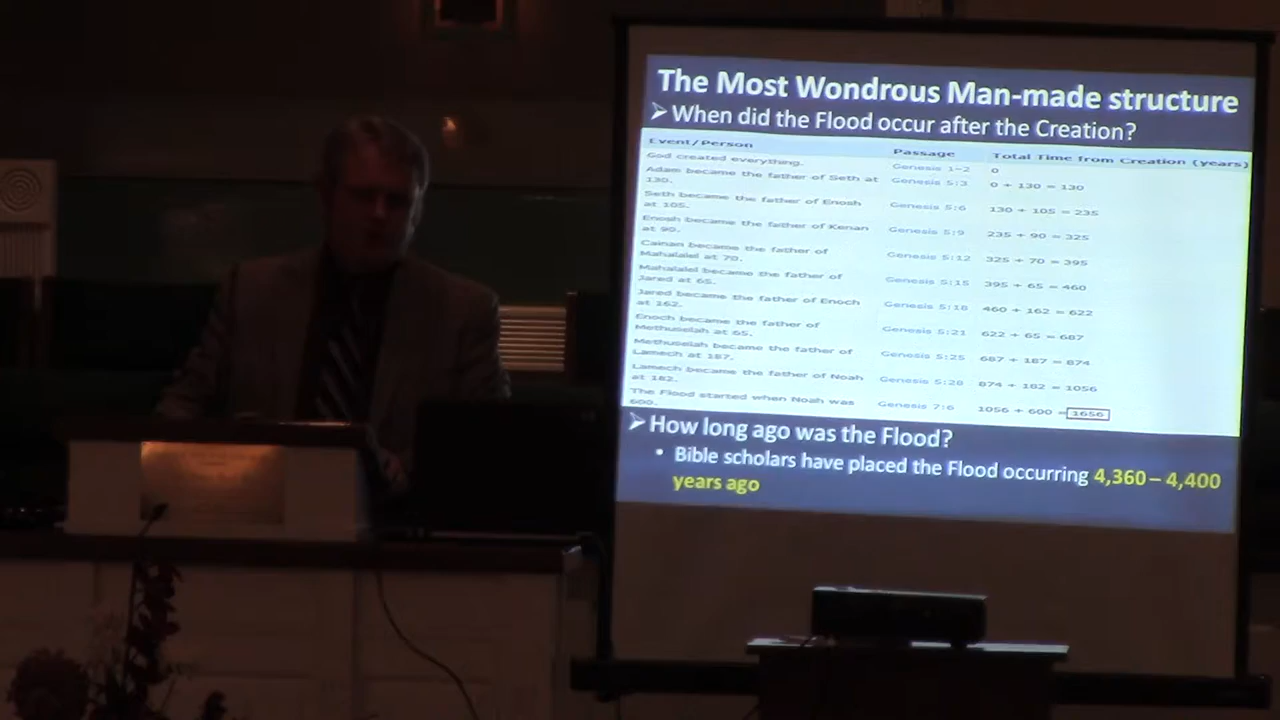 The Most Wondrous Man-made structure
➢ When did the Flood occur after the Creation?
Event/Person Passage Total Time from Creation (years)
God created everything. Genesis 1-2 0
Adam became the father of Seth at 130. Genesis 5:3 0 + 130 = 130
Seth became the father of Enosh at 105. Genesis 5:6 130 + 105 = 235
Enosh became the father of Kenan at 90. Genesis 5:9 235 + 90 = 325
Cainan became the father of Mahalalel at 70. Genesis 5:12 325 + 70 = 395
Mahalalel became the father of Jared at 65. Genesis 5:15 395 + 65 = 460
Jared became the father of Enoch at 162. Genesis 5:18 460 + 162 = 622
Enoch became the father of Methuselah at 65. Genesis 5:21 622 + 65 = 687
Methuselah became the father of Lamech at 187. Genesis 5:25 687 + 187 = 874
Lamech became the father of Noah at 182. Genesis 5:28 874 + 182 = 1056
The Flood started when Noah was 600. Genesis 7:6 1056 + 600 = 1656
➢ How long ago was the Flood?
• Bible scholars have placed the Flood occurring 4,360 – 4,400
years ago